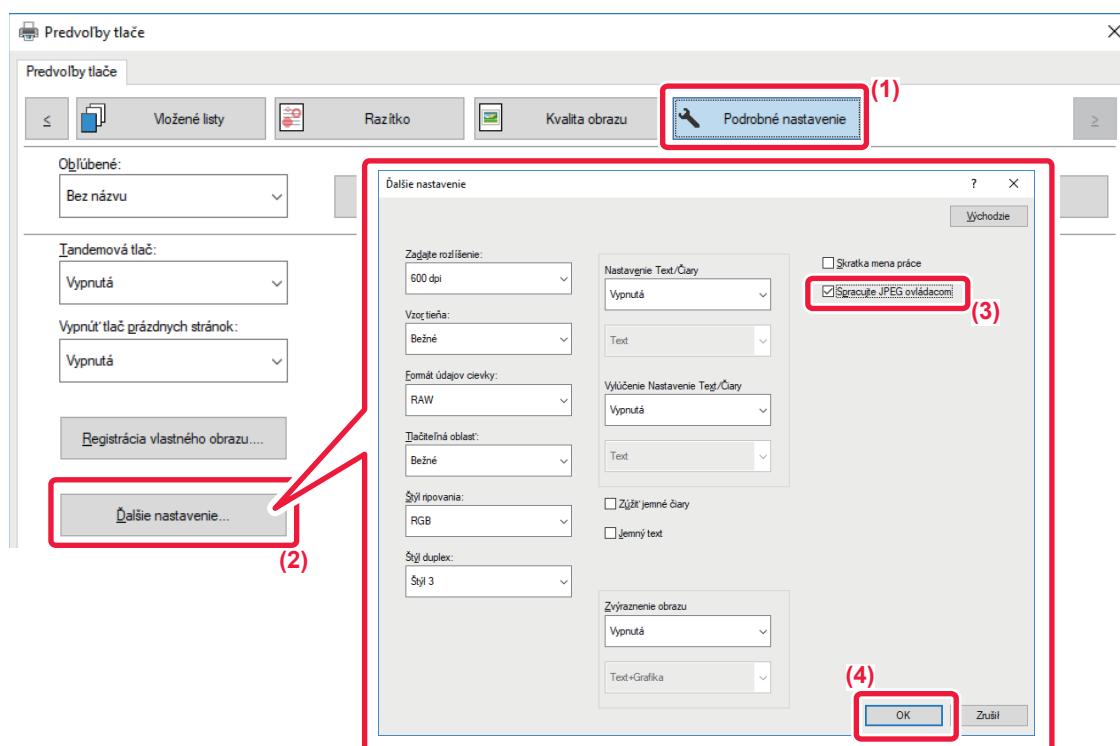 Predvoľby tlače
Predvoľby tlače
(1)
<
Vložené listy
Razítko
Kvalita obrazu
Podrobné nastavenie
>
Obľúbené:
Bez názvu
Tandemová tlač:
Vypnutá
Vypnúť tlač prázdnych stránok:
Vypnutá
Registrácia vlastného obrazu....
Ďalšie nastavenie...
(2)
Ďalšie nastavenie
?
Východzie
Zadajte rozlíšenie:
600 dpi
Vzor tieňa:
Bežné
Formát údajov cievky:
RAW
Tlačiteľná oblasť:
Bežné
Štýl ripovania:
RGB
Štýl duplex:
Štýl 3
Nastavenie Text/Čiary
Vypnutá
Text
Vylúčenie Nastavenie Text/Čiary
Vypnutá
Text
Zúžiť jemné čiary
Jemný text
Zvýraznenie obrazu
Vypnutá
Text+Grafika
Skratka mena práce
Spracujte JPEG ovládacom
(3)
(4)
OK
Zrušiť